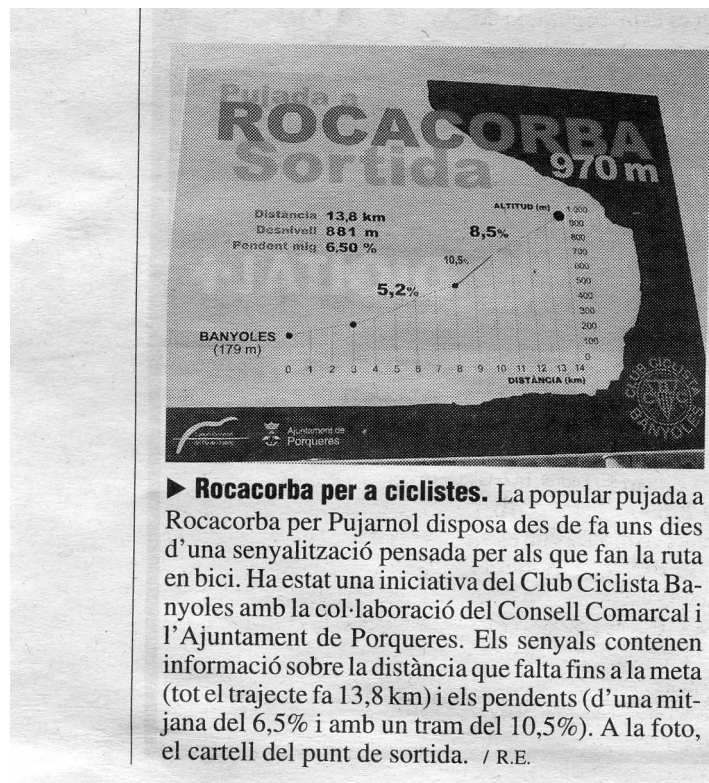 Pujada a
ROCACORBA
Sortida
970 m
Distància 13,8 km
Desnivell 881 m
Pendent mig 6,50 %
ALTITUD (m)
1.000
900
800
700
600
500
400
300
200
100
0
8,5%
10,5%
5,2%
BANYOLES
(179 m)
0 1 2 3 4 5 6 7 8 9 10 11 12 13 14
DISTÀNCIA (km)
CLUB CICLISTA
BANYOLES
Ajuntament de
Porqueres
▶ Rocacorba per a ciclistes. La popular pujada a
Rocacorba per Pujarnol disposa des de fa uns dies
d'una senyalització pensada per als que fan la ruta
en bici. Ha estat una iniciativa del Club Ciclista Ba-
nyoles amb la col·laboració del Consell Comarcal i
l'Ajuntament de Porqueres. Els senyals contenen
informació sobre la distància que falta fins a la meta
(tot el trajecte fa 13,8 km) i els pendents (d'una mit-
jana del 6,5% i amb un tram del 10,5%). A la foto,
el cartell del punt de sortida. / R.E.